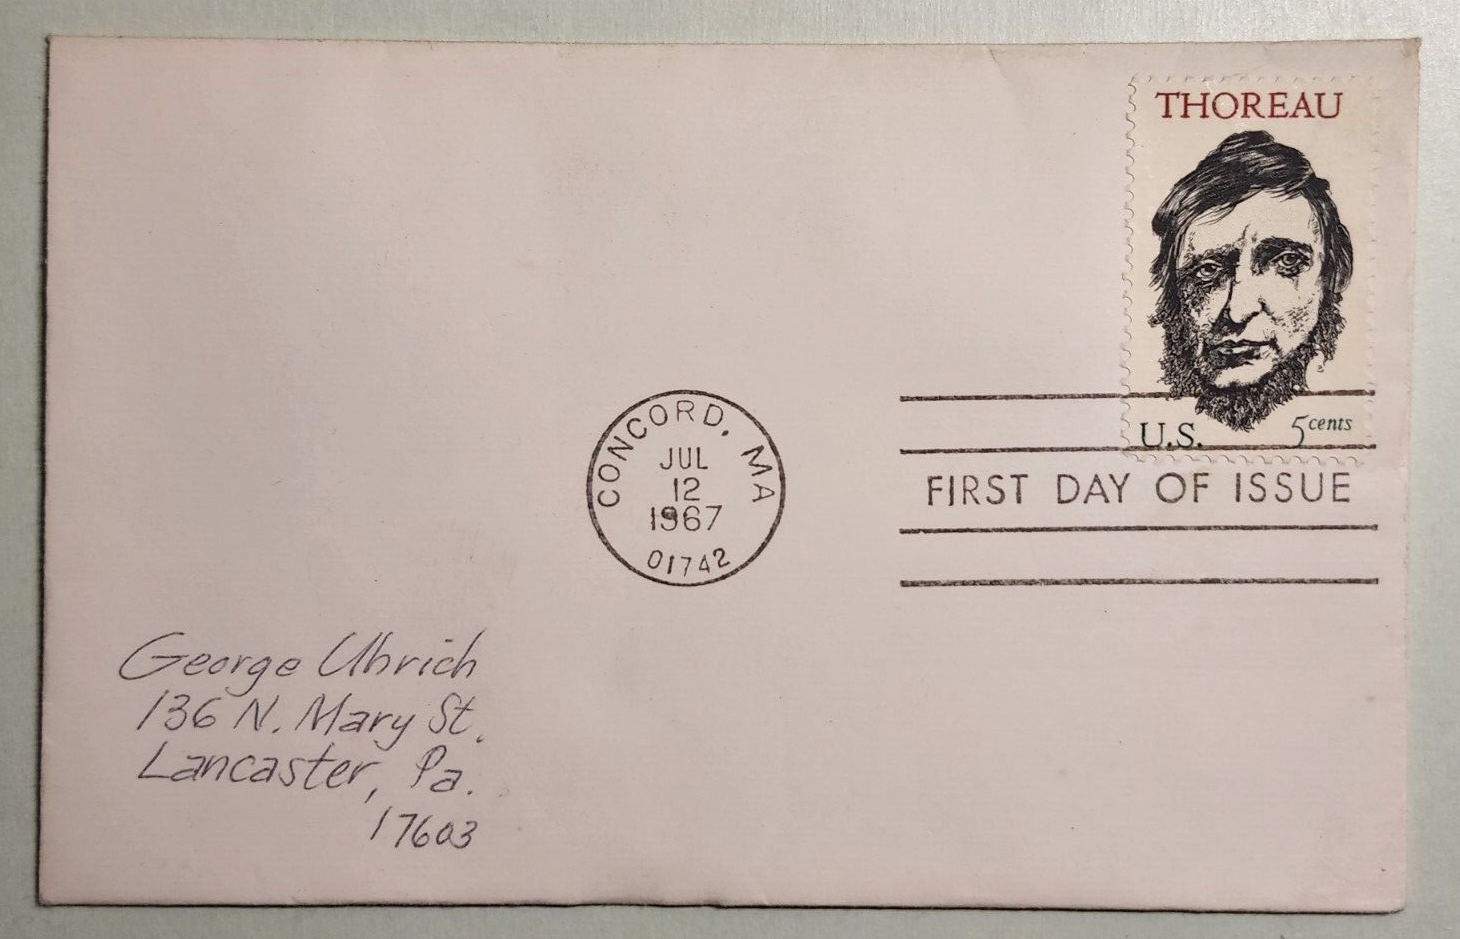 THOREAU
U.S. 5 cents
CONCORD, MA
JUL
12
1967
01742
FIRST DAY OF ISSUE
George Uhrich
136 N. Mary St.
Lancaster, Pa.
17603